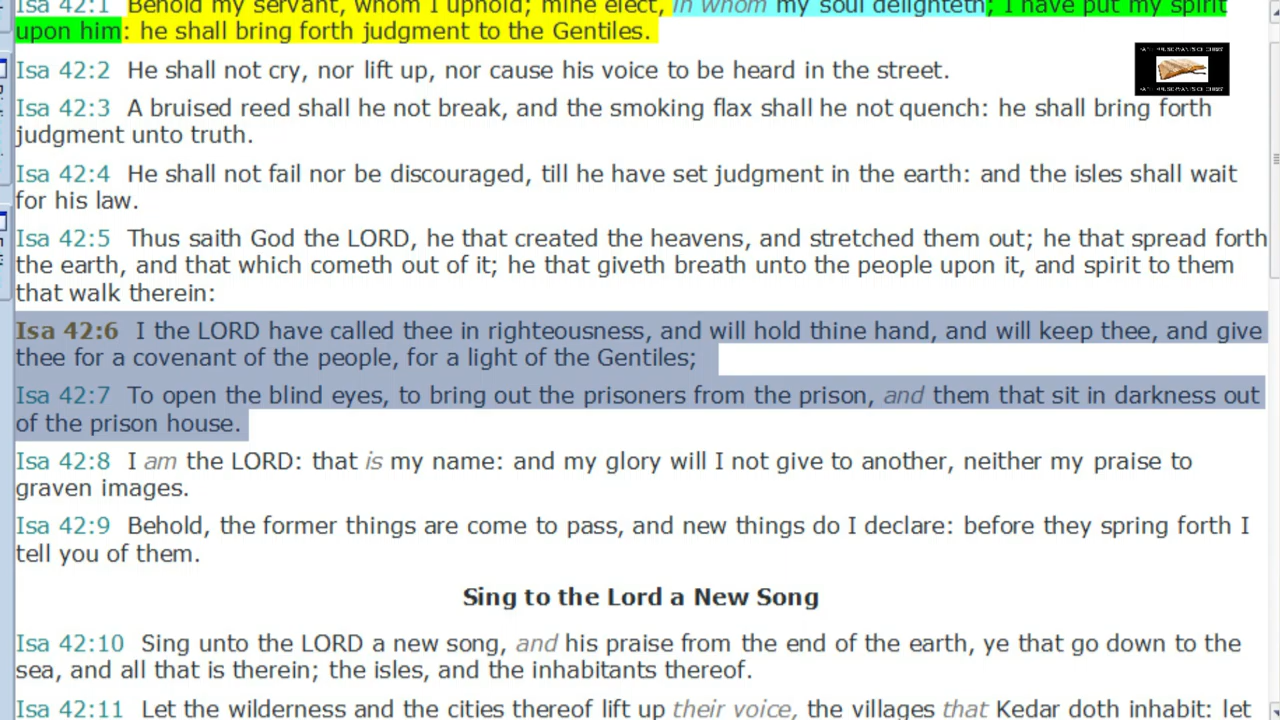 Isa 42:1 Behold my servant, whom I uphold; mine elect, in whom my soul delighteth; I have put my spirit
upon him: he shall bring forth judgment to the Gentiles.
Isa 42:2 He shall not cry, nor lift up, nor cause his voice to be heard in the street.
Isa 42:3 A bruised reed shall he not break, and the smoking flax shall he not quench: he shall bring forth
judgment unto truth.
Isa 42:4 He shall not fail nor be discouraged, till he have set judgment in the earth: and the isles shall wait
for his law.
Isa 42:5 Thus saith God the LORD, he that created the heavens, and stretched them out; he that spread forth
the earth, and that which cometh out of it; he that giveth breath unto the people upon it, and spirit to them
that walk therein:
Isa 42:6 I the LORD have called thee in righteousness, and will hold thine hand, and will keep thee, and give
thee for a covenant of the people, for a light of the Gentiles;
Isa 42:7 To open the blind eyes, to bring out the prisoners from the prison, and them that sit in darkness out
of the prison house.
Isa 42:8 I am the LORD: that is my name: and my glory will I not give to another, neither my praise to
graven images.
Isa 42:9 Behold, the former things are come to pass, and new things do I declare: before they spring forth I
tell you of them.
Sing to the Lord a New Song
Isa 42:10 Sing unto the LORD a new song, and his praise from the end of the earth, ye that go down to the
sea, and all that is therein; the isles, and the inhabitants thereof.
Isa 42:11 Let the wilderness and the cities thereof lift up their voice, the villages that Kedar doth inhabit: let